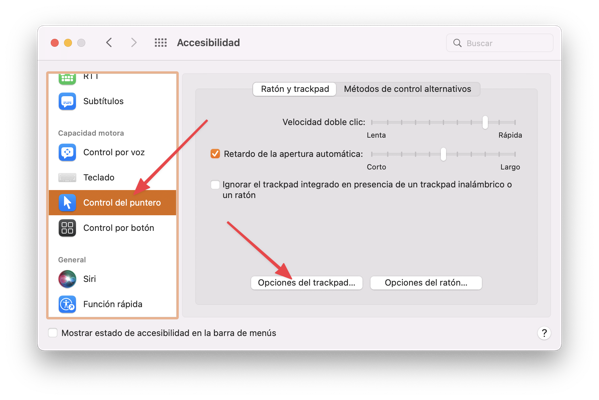 Accesibilidad
Buscar
RTT
Subtítulos
Capacidad motora
Control por voz
Teclado
Control del puntero
Control por botón
General
Siri
Función rápida
Ratón y trackpad
Métodos de control alternativos
Velocidad doble clic:
Lenta
Rápida
Retardo de la apertura automática:
Corto
Largo
Ignorar el trackpad integrado en presencia de un trackpad inalámbrico o
un ratón
Opciones del trackpad...
Opciones del ratón...
Mostrar estado de accesibilidad en la barra de menús
?